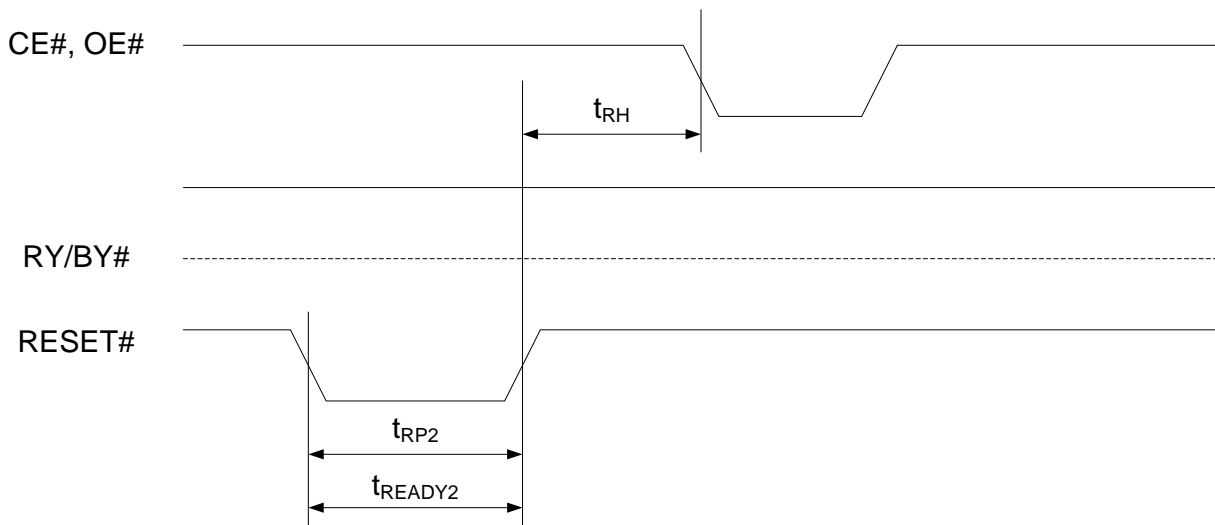 CE#, OE#
tRH
RY/BY#
RESET#
tRP2
tREADY2